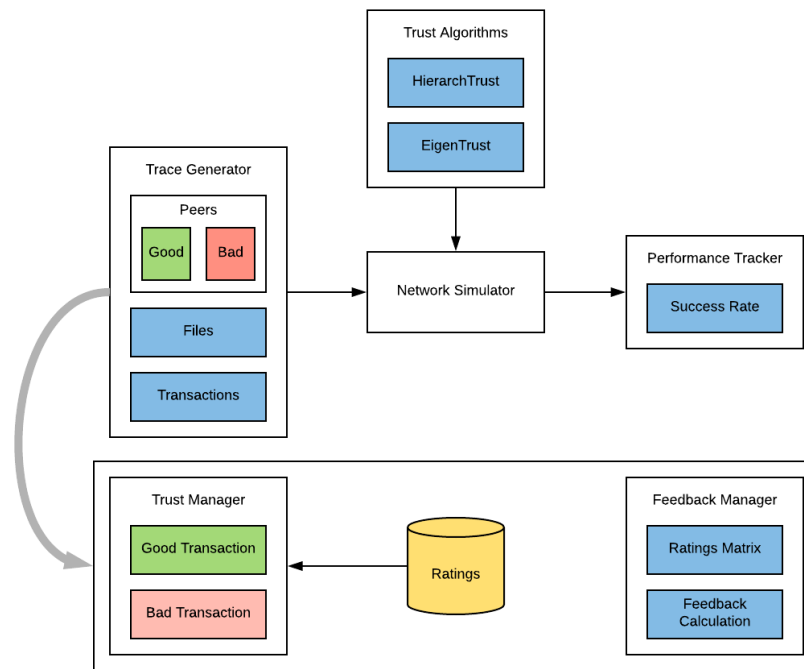 Trust Algorithms
HierarchTrust
EigenTrust
Trace Generator
Peers
Good
Bad
Files
Transactions
Network Simulator
Performance Tracker
Success Rate
Trust Manager
Good Transaction
Bad Transaction
Ratings
Feedback Manager
Ratings Matrix
Feedback
Calculation